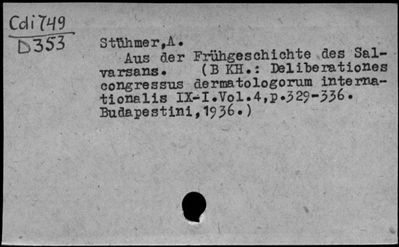 Cdi 749
D353
Stühmer,A.
Aus der Frühgeschichte des Sal-
varsans. (B KH.: Deliberationes
congressus dermatologorum interna-
tionalis IX-I.Vol.4,p.329-336.
Budapestini,1936.)